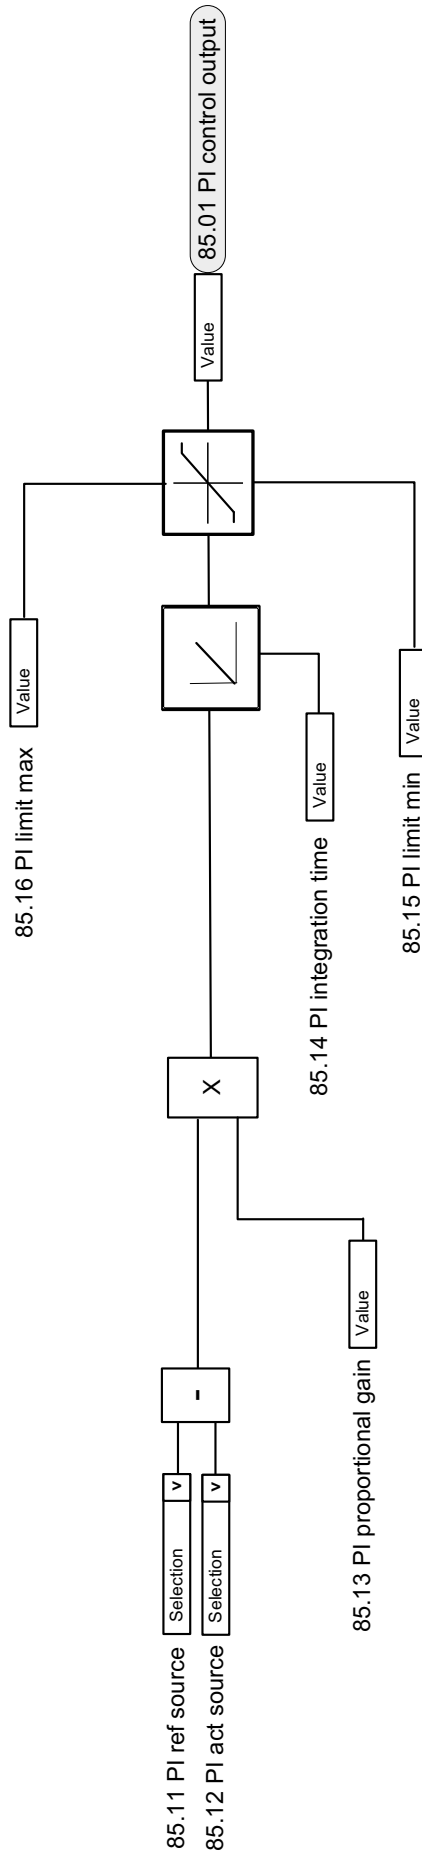 85.11 PI ref source
Selection
v
85.12 PI act source
Selection
v
-
85.13 PI proportional gain
Value
X
85.14 PI integration time
Value
85.16 PI limit max
Value
85.15 PI limit min
Value
Value
85.01 PI control output